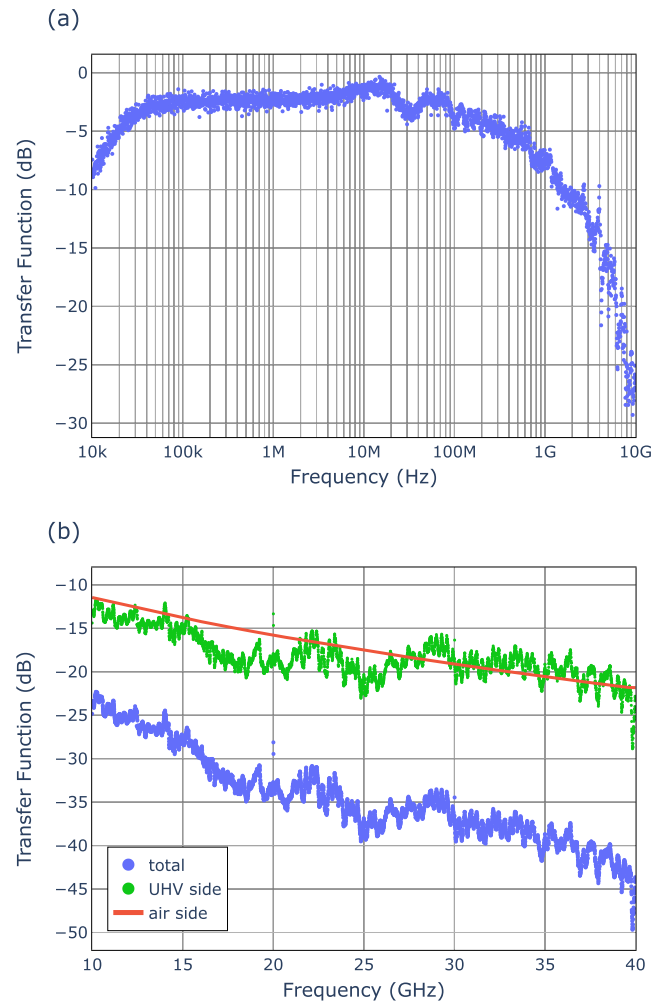 (a)
0
−5
−10
−15
−20
−25
−30
Transfer Function (dB)
10k 100k 1M 10M 100M 1G 10G
Frequency (Hz)
(b)
−10
−15
−20
−25
−30
−35
−40
−45
−50
Transfer Function (dB)
total
UHV side
air side
10 15 20 25 30 35 40
Frequency (GHz)